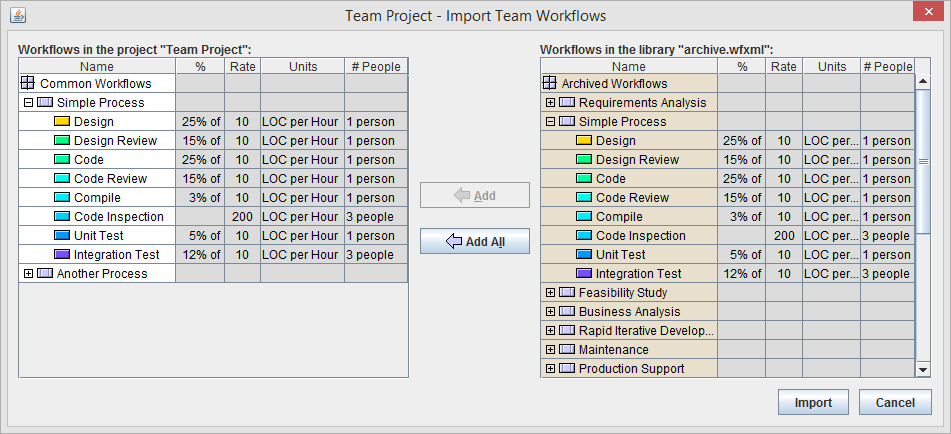 Team Project - Import Team Workflows
Workflows in the project "Team Project":
Name % Rate Units # People
Common Workflows
Simple Process
Design 25% of 10 LOC per Hour 1 person
Design Review 15% of 10 LOC per Hour 1 person
Code 25% of 10 LOC per Hour 1 person
Code Review 15% of 10 LOC per Hour 1 person
Compile 3% of 10 LOC per Hour 1 person
Code Inspection 200 LOC per Hour 3 people
Unit Test 5% of 10 LOC per Hour 1 person
Integration Test 12% of 10 LOC per Hour 3 people
Another Process
Add
Add All
Workflows in the library "archive.wfxml":
Name % Rate Units # People
Archived Workflows
Requirements Analysis
Simple Process
Design 25% of 10 LOC per... 1 person
Design Review 15% of 10 LOC per... 1 person
Code 25% of 10 LOC per... 1 person
Code Review 15% of 10 LOC per... 1 person
Compile 3% of 10 LOC per... 1 person
Code Inspection 200 LOC per... 3 people
Unit Test 5% of 10 LOC per... 1 person
Integration Test 12% of 10 LOC per... 3 people
Feasibility Study
Business Analysis
Rapid Iterative Develop...
Maintenance
Production Support
Import Cancel